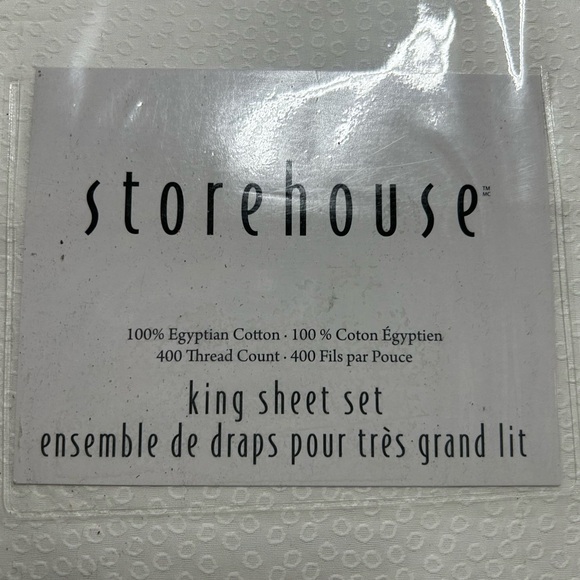 storehouse ™ MC
100% Egyptian Cotton · 100 % Coton Égyptien
400 Thread Count · 400 Fils par Pouce
king sheet set
ensemble de draps pour très grand lit